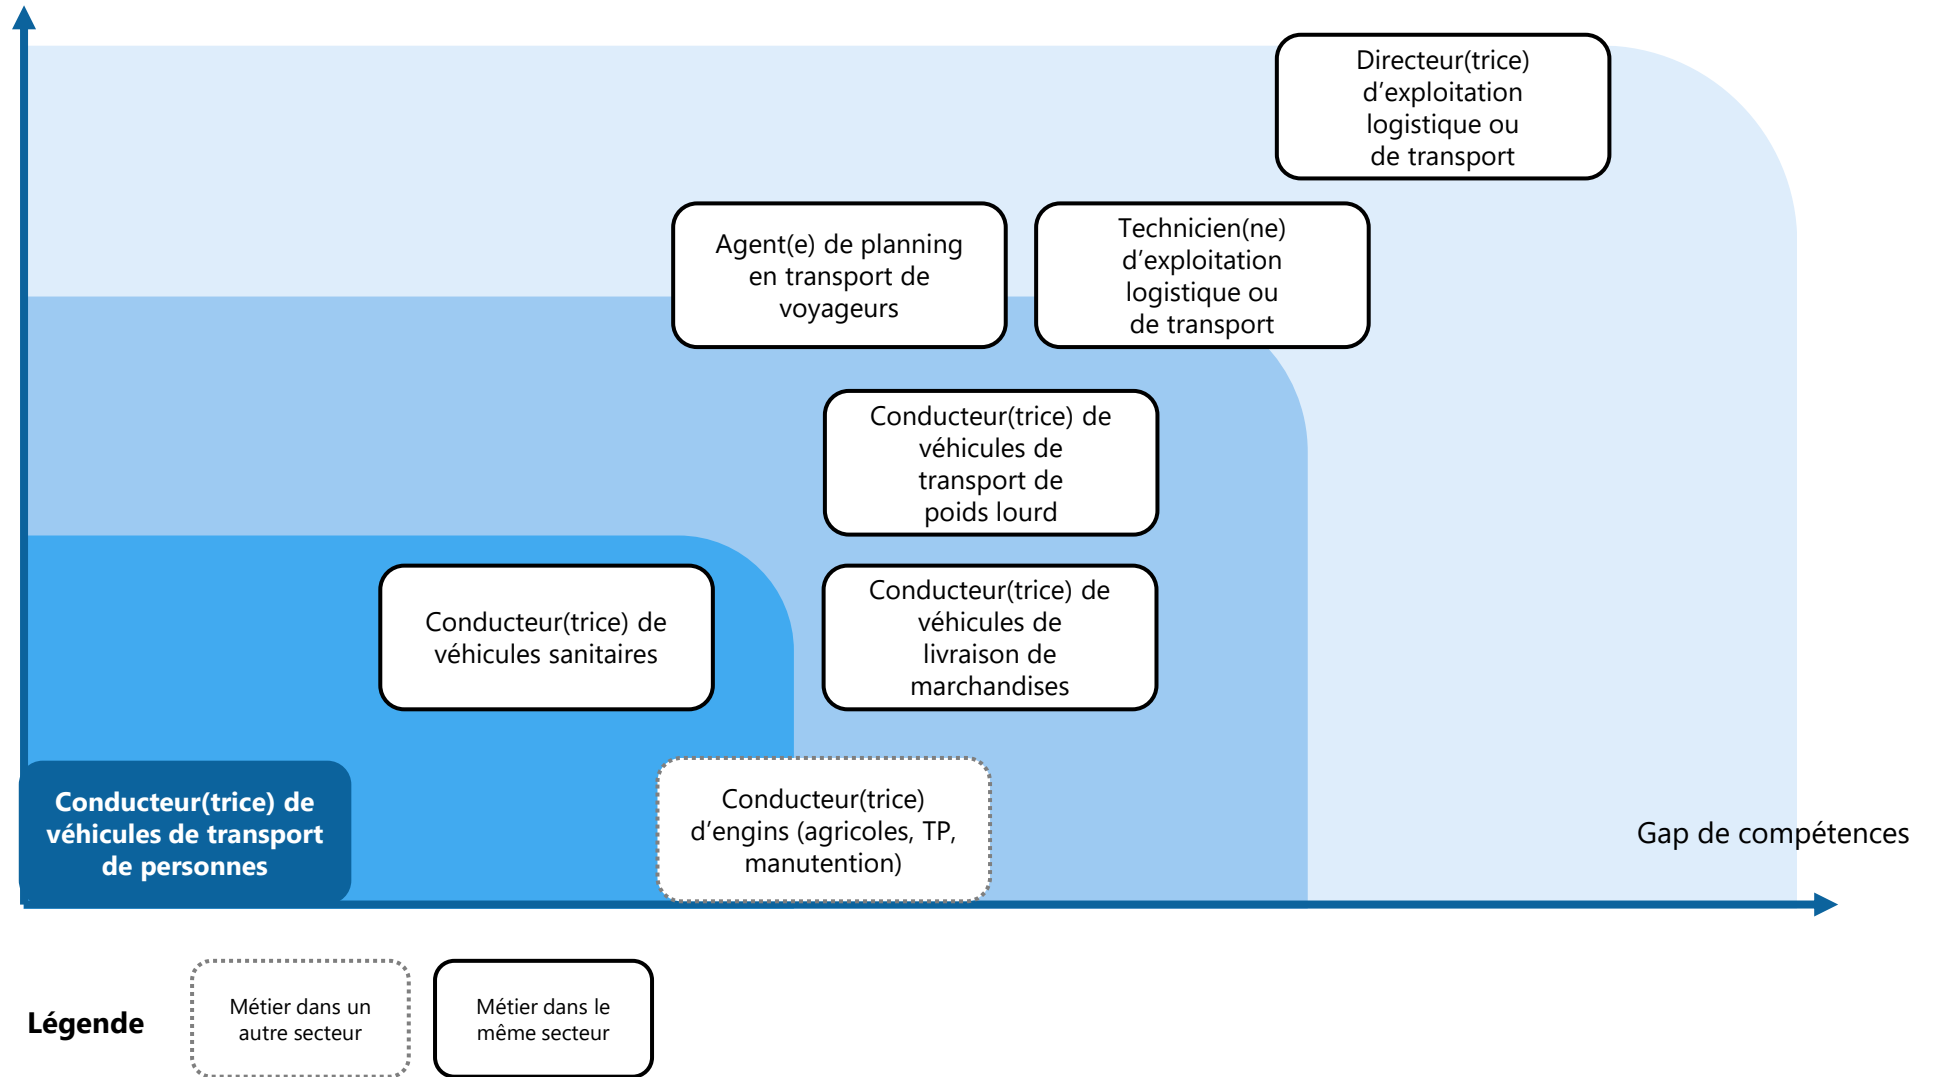 Directeur(trice)
d’exploitation
logistique ou
de transport
Agent(e) de planning
en transport de
voyageurs
Technicien(ne)
d’exploitation
logistique ou
de transport
Conducteur(trice) de
véhicules de
transport de
poids lourd
Conducteur(trice) de
véhicules sanitaires
Conducteur(trice) de
véhicules de
livraison de
marchandises
Conducteur(trice) de
véhicules de transport
de personnes
Conducteur(trice)
d’engins (agricoles, TP,
manutention)
Gap de compétences
Légende
Métier dans un
autre secteur
Métier dans le
même secteur